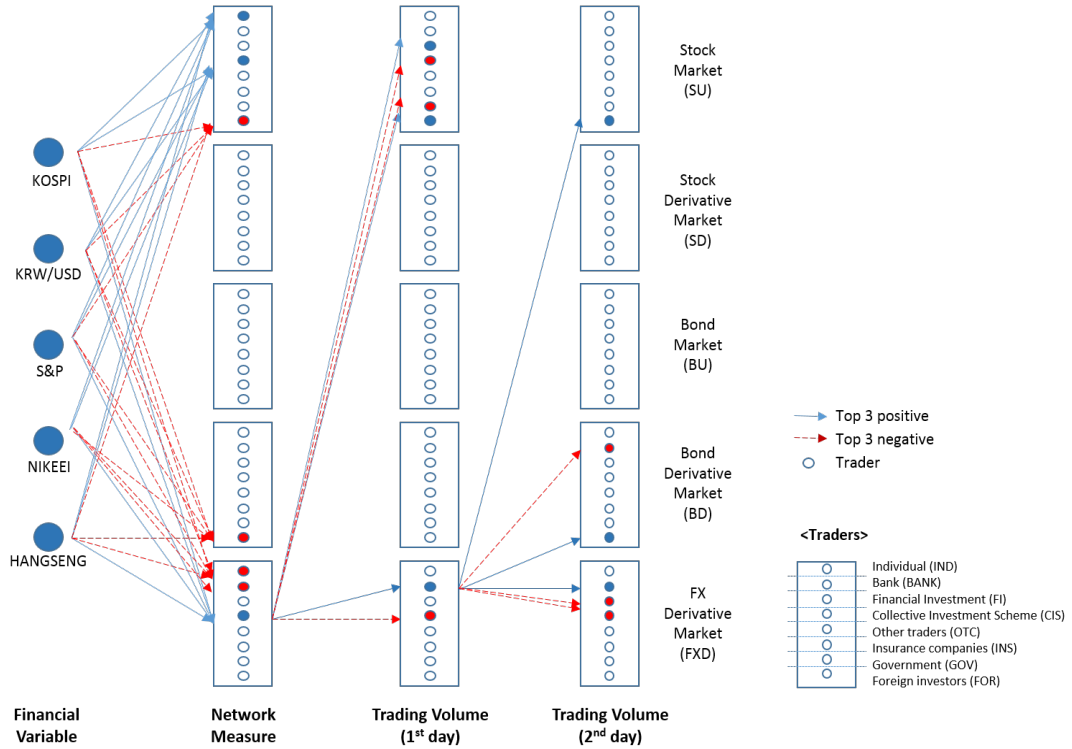 KOSPI
KRW/USD
S&P
NIKEEI
HANGSENG
Stock
Market
(SU)
Stock
Derivative
Market
(SD)
Bond
Market
(BU)
Bond
Derivative
Market
(BD)
FX
Derivative
Market
(FXD)
Top 3 positive
Top 3 negative
Trader
<Traders>
Individual (IND)
Bank (BANK)
Financial Investment (FI)
Collective Investment Scheme (CIS)
Other traders (OTC)
Insurance companies (INS)
Government (GOV)
Foreign investors (FOR)
Financial
Variable
Network
Measure
Trading Volume
(1st day)
Trading Volume
(2nd day)